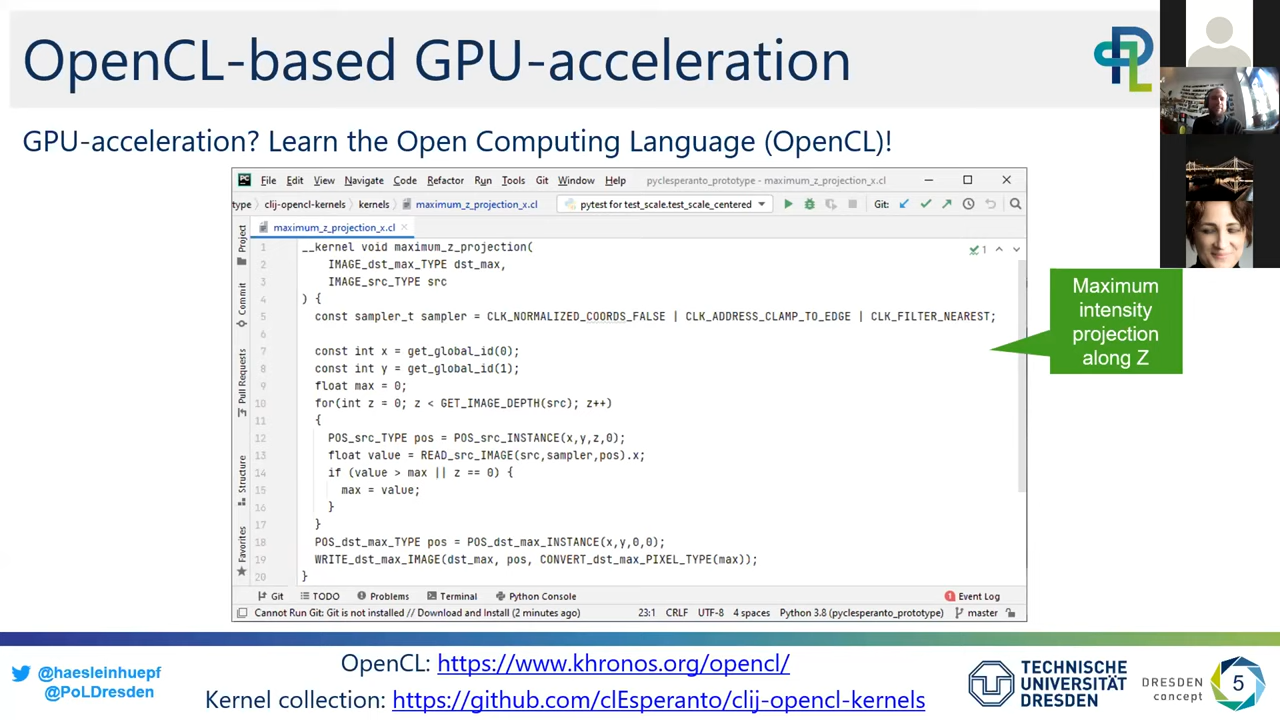 OpenCL-based GPU-acceleration
GPU-acceleration? Learn the Open Computing Language (OpenCL)!
File Edit View Navigate Code Refactor Run Tools Git Window Help pyclesperanto_prototype - maximum_z_projection_x.cl
type clij-opencl-kernels kernels maximum_z_projection_x.cl pytest for test_scale.test_scale_centered Git:
maximum_z_projection_x.cl
Project
Commit
Pull Requests
Structure
Favorites
1 __kernel void maximum_z_projection(
2 IMAGE_dst_max_TYPE dst_max,
3 IMAGE_src_TYPE src
4 ) {
5 const sampler_t sampler = CLK_NORMALIZED_COORDS_FALSE | CLK_ADDRESS_CLAMP_TO_EDGE | CLK_FILTER_NEAREST;
6
7 const int x = get_global_id(0);
8 const int y = get_global_id(1);
9 float max = 0;
10 for(int z = 0; z < GET_IMAGE_DEPTH(src); z++)
11 {
12 POS_src_TYPE pos = POS_src_INSTANCE(x,y,z,0);
13 float value = READ_src_IMAGE(src,sampler,pos).x;
14 if (value > max || z == 0) {
15 max = value;
16 }
17 }
18 POS_dst_max_TYPE pos = POS_dst_max_INSTANCE(x,y,0,0);
19 WRITE_dst_max_IMAGE(dst_max, pos, CONVERT_dst_max_PIXEL_TYPE(max));
20 }
1
Maximum
intensity
projection
along Z
Git TODO Problems Terminal Python Console 1 Event Log
Cannot Run Git: Git is not installed // Download and Install (2 minutes ago) 23:1 CRLF UTF-8 4 spaces Python 3.8 (pyclesperanto_prototype) master
@haesleinhuepf
@PoLDresden
OpenCL: https://www.khronos.org/opencl/
Kernel collection: https://github.com/clEsperanto/clij-opencl-kernels
TECHNISCHE
UNIVERSITÄT
DRESDEN
DRESDEN
concept
5